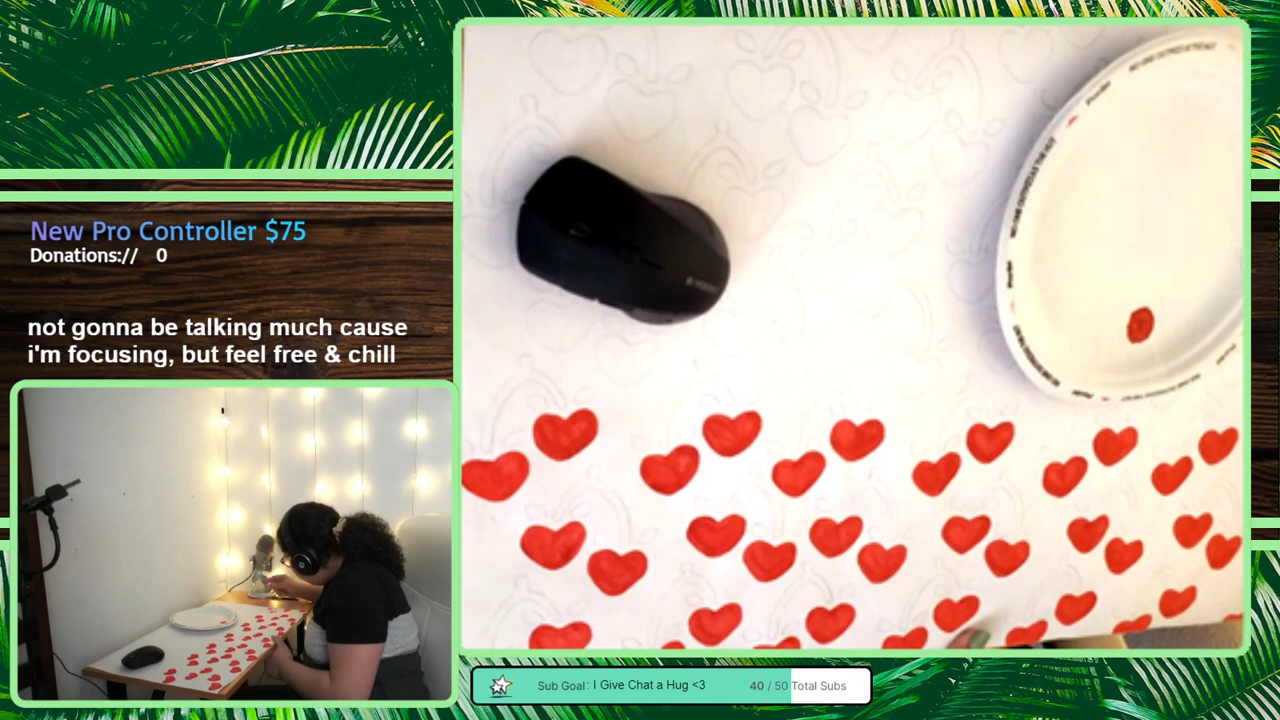 New Pro Controller $75
Donations:// 0
not gonna be talking much cause
i'm focusing, but feel free & chill
Sub Goal: I Give Chat a Hug <3 40 / 50 Total Subs